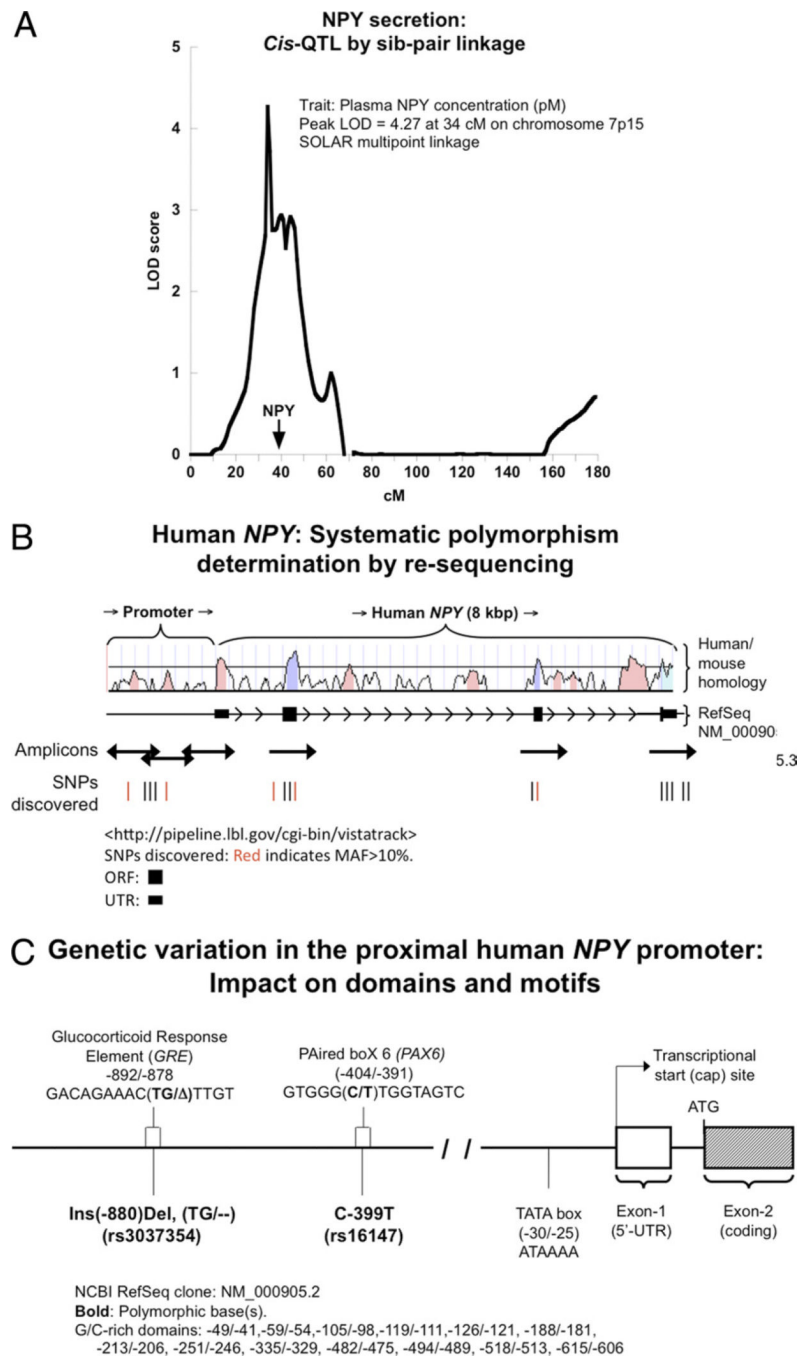 A
NPY secretion:
Cis-QTL by sib-pair linkage
5
4
3
2
1
0
LOD score
Trait: Plasma NPY concentration (pM)
Peak LOD = 4.27 at 34 cM on chromosome 7p15
SOLAR multipoint linkage
NPY
0 20 40 60 80 100 120 140 160 180
cM
B
Human NPY: Systematic polymorphism
determination by re-sequencing
→ Promoter →
→ Human NPY (8 kbp) →
Human/
mouse
homology
RefSeq
NM_00090
5.3
Amplicons
SNPs
discovered
<http://pipeline.lbl.gov/cgi-bin/vistatrack>
SNPs discovered: Red indicates MAF>10%.
ORF:
UTR:
C
Genetic variation in the proximal human NPY promoter:
Impact on domains and motifs
Glucocorticoid Response
Element (GRE)
-892/-878
GACAGAAAC(TG/Δ)TTGT
PAired boX 6 (PAX6)
(-404/-391)
GTGGG(C/T)TGGTAGTC
Transcriptional
start (cap) site
ATG
/ /
Ins(-880)Del, (TG/--)
(rs3037354)
C-399T
(rs16147)
TATA box
(-30/-25)
ATAAAA
Exon-1
(5'-UTR)
Exon-2
(coding)
NCBI RefSeq clone: NM_000905.2
Bold: Polymorphic base(s).
G/C-rich domains: -49/-41,-59/-54,-105/-98,-119/-111,-126/-121, -188/-181,
-213/-206, -251/-246, -335/-329, -482/-475, -494/-489, -518/-513, -615/-606